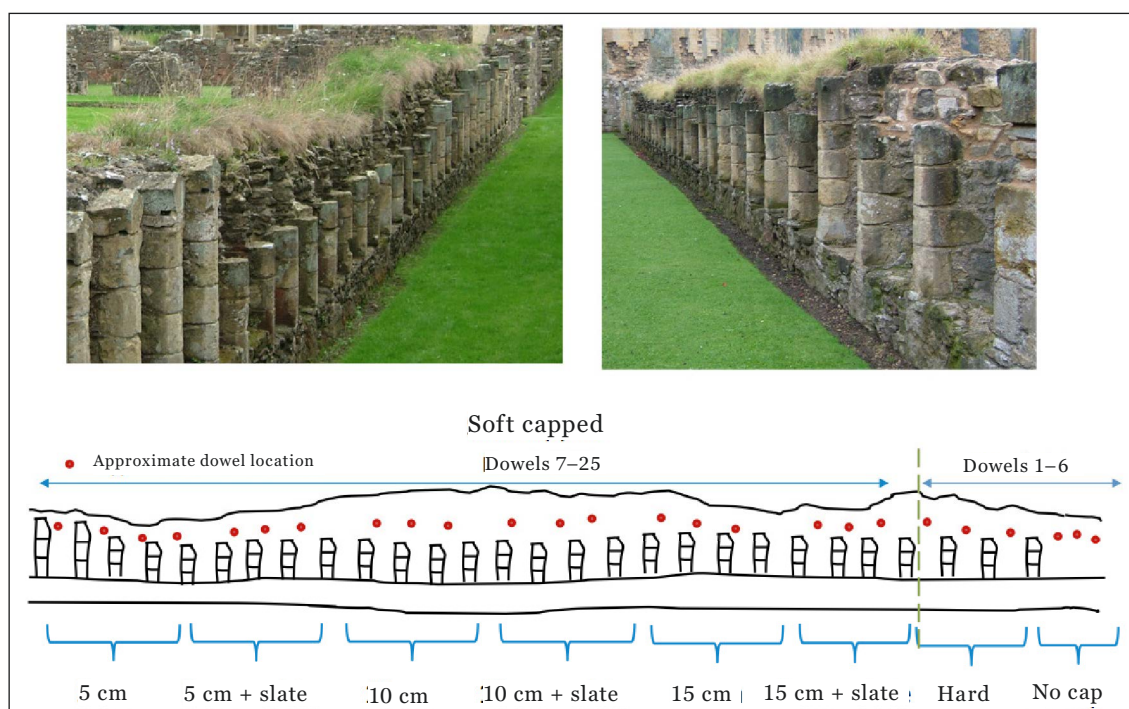 Soft capped
Approximate dowel location
Dowels 7–25
Dowels 1–6
5 cm
5 cm + slate
10 cm
10 cm + slate
15 cm
15 cm + slate
Hard
No cap